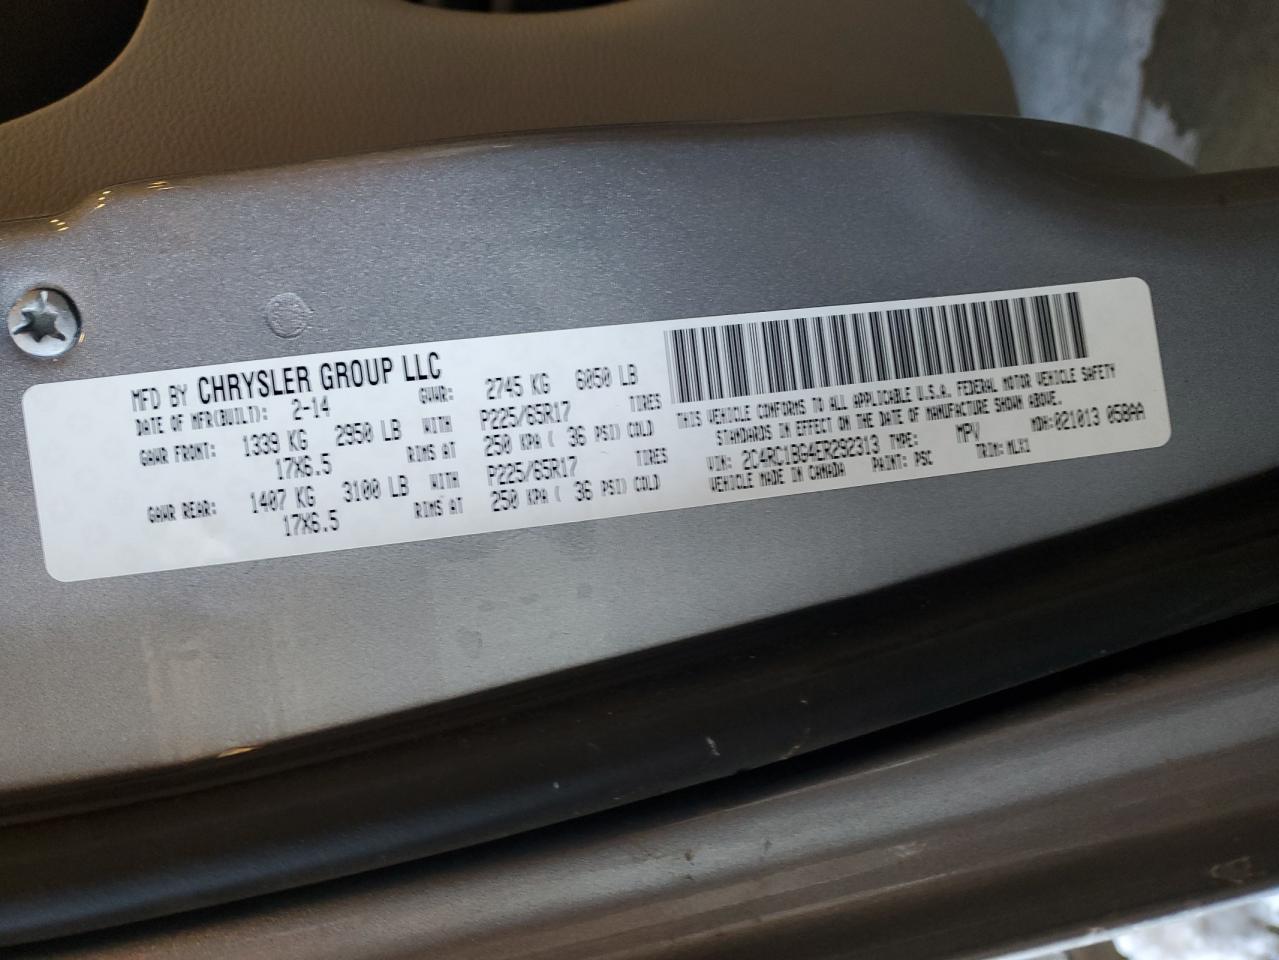 MFD BY CHRYSLER GROUP LLC
DATE OF MFR(BUILT): 2-14 GVWR: 2745 KG 6050 LB
GAWR FRONT: 1339 KG 2950 LB WITH P225/65R17 TIRES
17X6.5 RIMS AT 250 KPA ( 36 PSI) COLD
GAWR REAR: 1407 KG 3100 LB WITH P225/65R17 TIRES
17X6.5 RIMS AT 250 KPA ( 36 PSI) COLD
THIS VEHICLE CONFORMS TO ALL APPLICABLE U.S.A. FEDERAL MOTOR VEHICLE SAFETY
STANDARDS IN EFFECT ON THE DATE OF MANUFACTURE SHOWN ABOVE.
VIN: 2C4RC1BG4ER292313 TYPE: MPV MDH:021013 058AA
VEHICLE MADE IN CANADA PAINT: PSC TRIM: MLX1